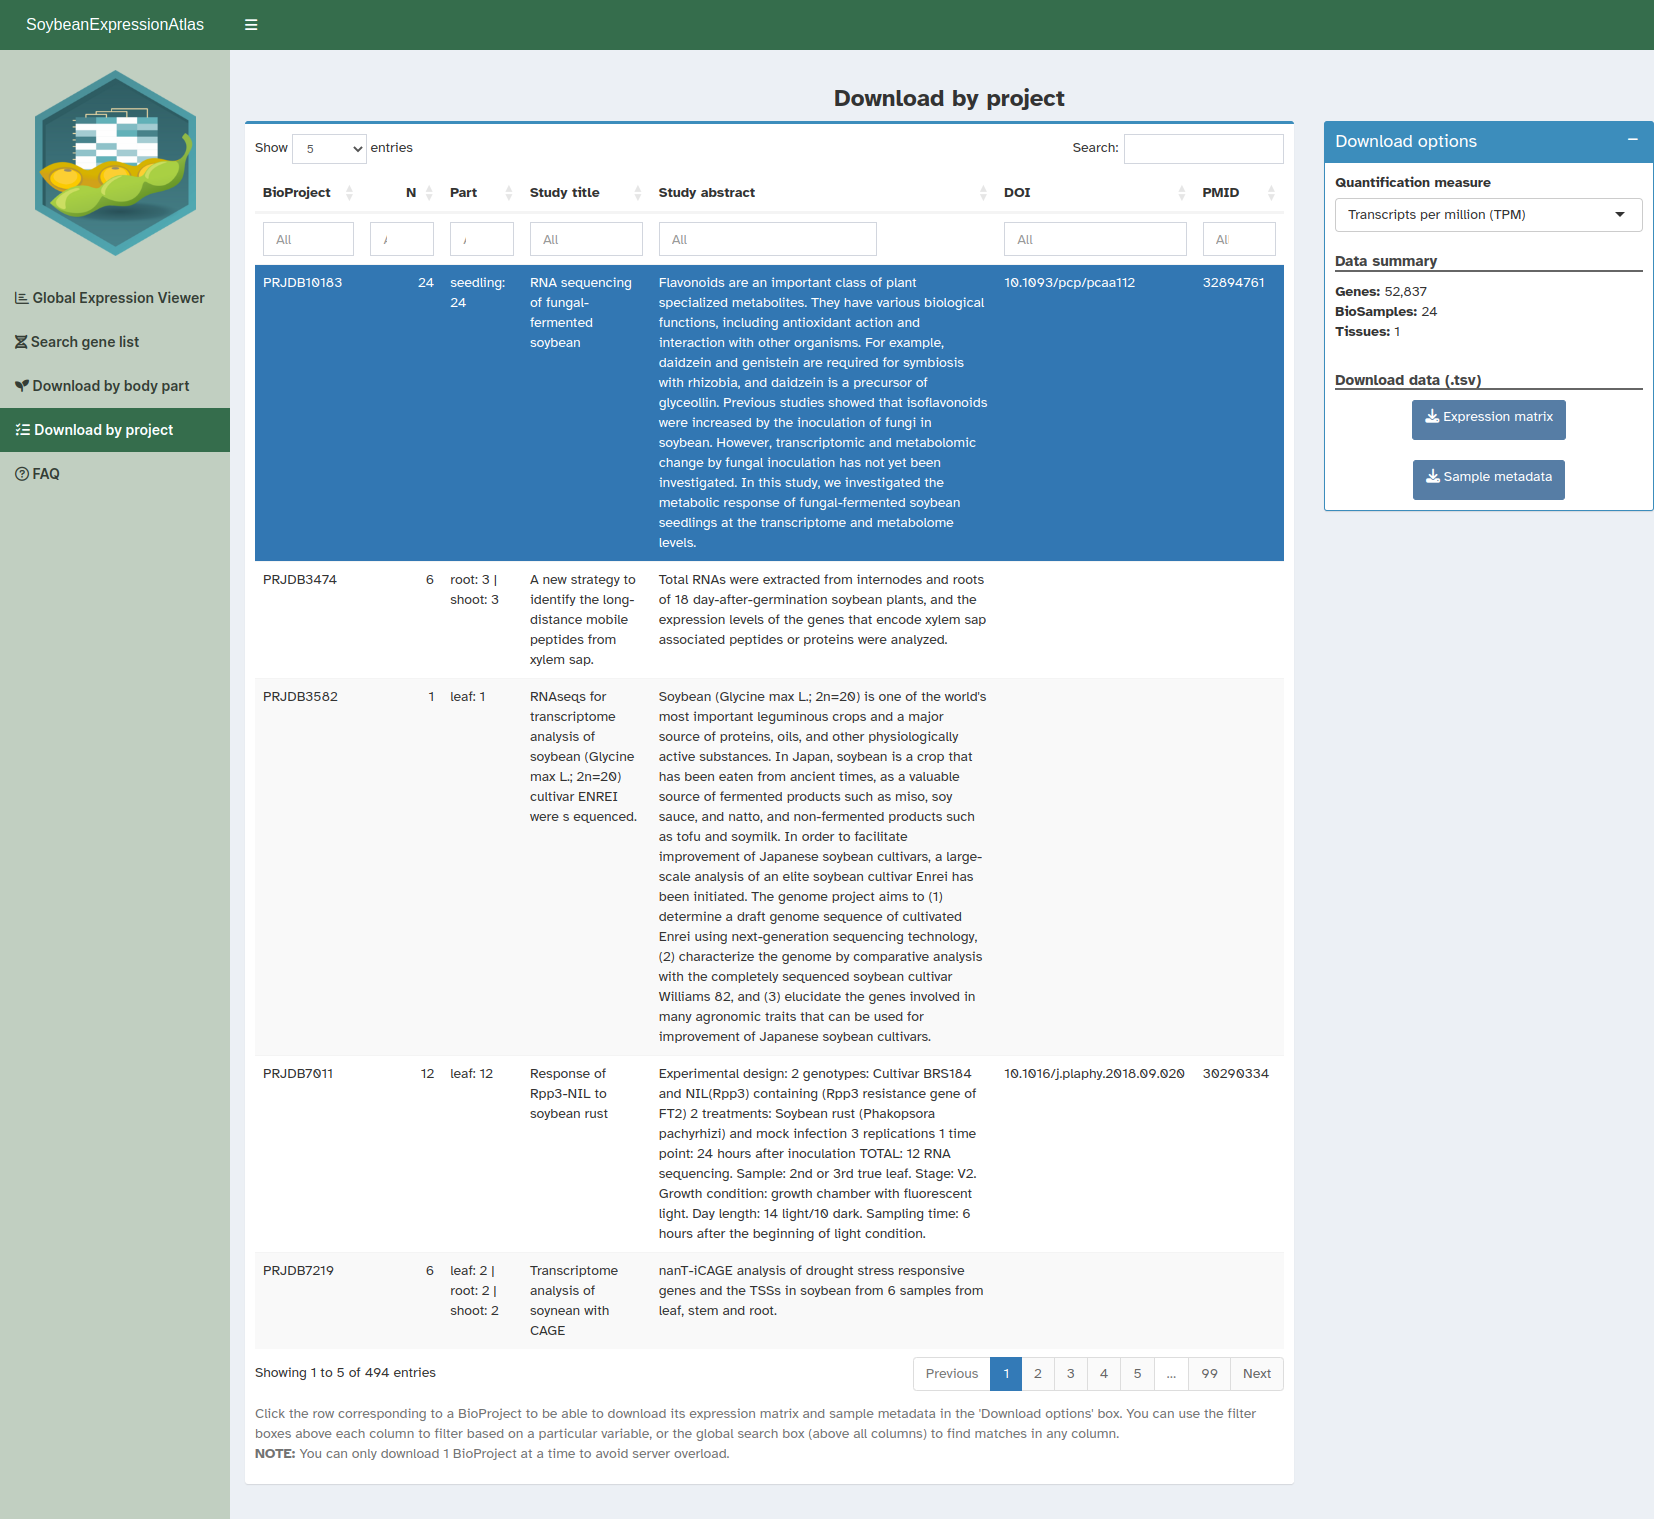 SoybeanExpressionAtlas
Global Expression Viewer
Search gene list
Download by body part
Download by project
FAQ
Download by project
Show 5 entries
Search:
BioProject N Part Study title Study abstract DOI PMID
All All All All All
PRJDB10183 24 seedling: 24
RNA sequencing
of fungal-
fermented
soybean
Flavonoids are an important class of plant
specialized metabolites. They have various biological
functions, including antioxidant action and
interaction with other organisms. For example,
daidzein and genistein are required for symbiosis
with rhizobia, and daidzein is a precursor of
glyceollin. Previous studies showed that isoflavonoids
were increased by the inoculation of fungi in
soybean. However, transcriptomic and metabolomic
change by fungal inoculation has not yet been
investigated. In this study, we investigated the
metabolic response of fungal-fermented soybean
seedlings at the transcriptome and metabolome
levels.
10.1093/pcp/pcaa112
32894761
PRJDB3474
6
root: 3 |
shoot: 3
A new strategy to
identify the long-
distance mobile
peptides from
xylem sap.
Total RNAs were extracted from internodes and roots
of 18 day-after-germination soybean plants, and the
expression levels of the genes that encode xylem sap
associated peptides or proteins were analyzed.
PRJDB3582
1
leaf: 1
RNAseqs for
transcriptome
analysis of
soybean (Glycine
max L.; 2n=20)
cultivar ENREI
were s equenced.
Soybean (Glycine max L.; 2n=20) is one of the world's
most important leguminous crops and a major
source of proteins, oils, and other physiologically
active substances. In Japan, soybean is a crop that
has been eaten from ancient times, as a valuable
source of fermented products such as miso, soy
sauce, and natto, and non-fermented products such
as tofu and soymilk. In order to facilitate
improvement of Japanese soybean cultivars, a large-
scale analysis of an elite soybean cultivar Enrei has
been initiated. The genome project aims to (1)
determine a draft genome sequence of cultivated
Enrei using next-generation sequencing technology,
(2) characterize the genome by comparative analysis
with the completely sequenced soybean cultivar
Williams 82, and (3) elucidate the genes involved in
many agronomic traits that can be used for
improvement of Japanese soybean cultivars.
PRJDB7011
12
leaf: 12
Response of
Rpp3-NIL to
soybean rust
Experimental design: 2 genotypes: Cultivar BRS184
and NIL(Rpp3) containing (Rpp3 resistance gene of
FT2) 2 treatments: Soybean rust (Phakopsora
pachyrhizi) and mock infection 3 replications 1 time
point: 24 hours after inoculation TOTAL: 12 RNA
sequencing. Sample: 2nd or 3rd true leaf. Stage: V2.
Growth condition: growth chamber with fluorescent
light. Day length: 14 light/10 dark. Sampling time: 6
hours after the beginning of light condition.
10.1016/j.plaphy.2018.09.020
30290334
PRJDB7219
6
leaf: 2 |
root: 2 |
shoot: 2
Transcriptome
analysis of
soynean with
CAGE
nanT-iCAGE analysis of drought stress responsive
genes and the TSSs in soybean from 6 samples from
leaf, stem and root.
Showing 1 to 5 of 494 entries
Previous 1 2 3 4 5 … 99 Next
Click the row corresponding to a BioProject to be able to download its expression matrix and sample metadata in the 'Download options' box. You can use the filter
boxes above each column to filter based on a particular variable, or the global search box (above all columns) to find matches in any column.
NOTE: You can only download 1 BioProject at a time to avoid server overload.
Download options
Quantification measure
Transcripts per million (TPM)
Data summary
Genes: 52,837
BioSamples: 24
Tissues: 1
Download data (.tsv)
Expression matrix
Sample metadata